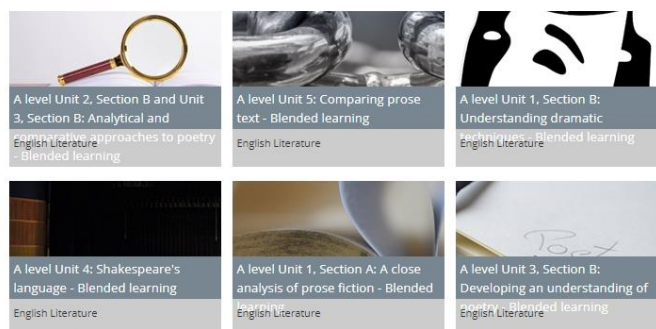 A level Unit 2, Section B and Unit
3, Section B: Analytical and
comparative approaches to poetry
- Blended learning
English Literature
A level Unit 5: Comparing prose
text - Blended learning
English Literature
A level Unit 1, Section B:
Understanding dramatic
techniques - Blended learning
English Literature
A level Unit 4: Shakespeare's
language - Blended learning
English Literature
A level Unit 1, Section A: A close
analysis of prose fiction - Blended
learning
English Literature
Poet
A level Unit 3, Section B:
Developing an understanding of
poetry - Blended learning
English Literature